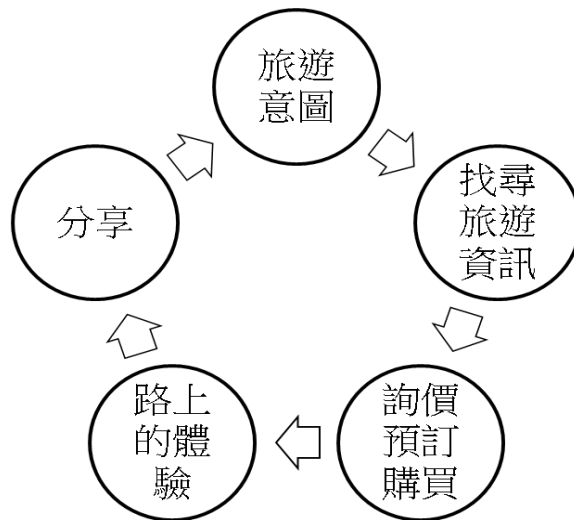 旅遊
意圖
找尋
旅遊
資訊
詢價
預訂
購買
路上
的體
驗
分享